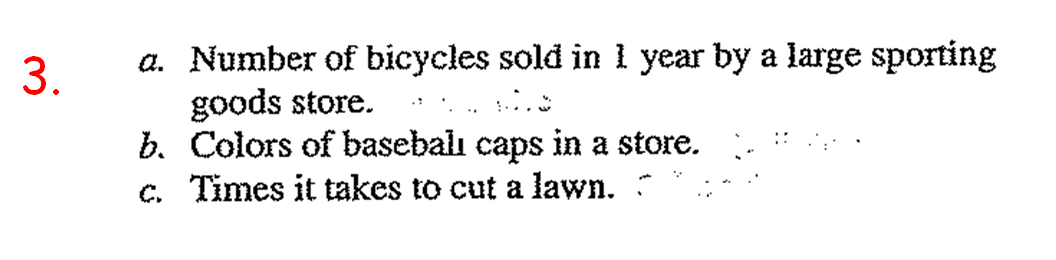 3.
a. Number of bicycles sold in 1 year by a large sporting
goods store.
b. Colors of baseball caps in a store.
c. Times it takes to cut a lawn.